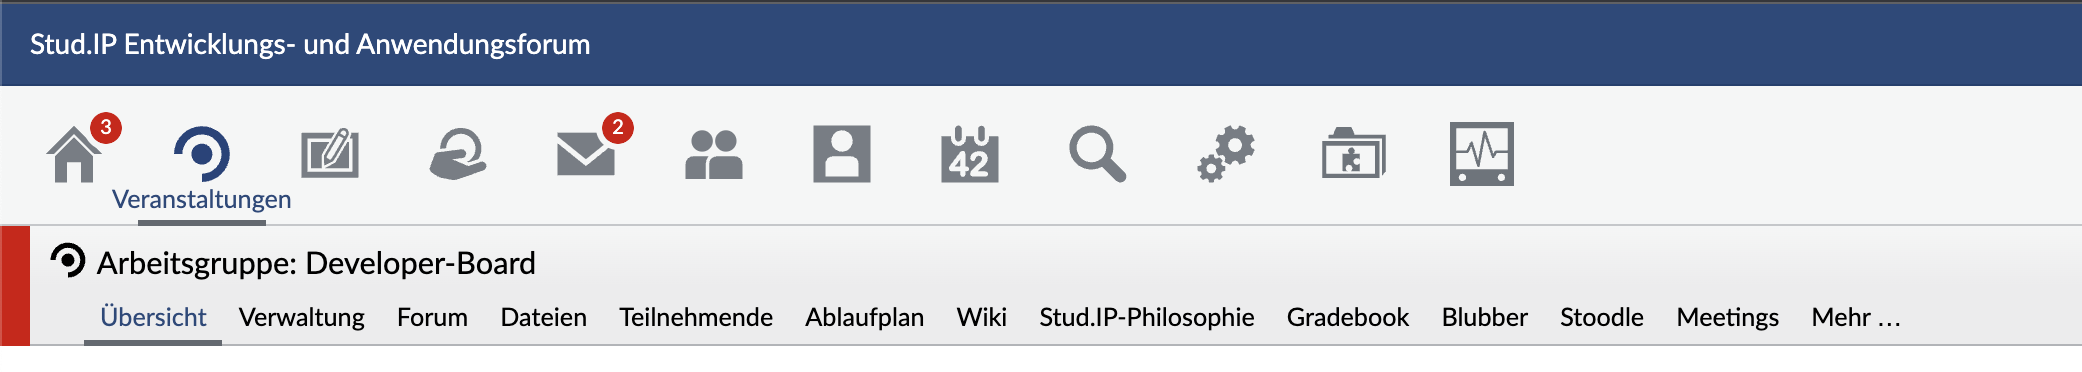 Stud.IP Entwicklungs- und Anwendungsforum
3
2
42
Veranstaltungen
Arbeitsgruppe: Developer-Board
Übersicht Verwaltung Forum Dateien Teilnehmende Ablaufplan Wiki Stud.IP-Philosophie Gradebook Blubber Stoodle Meetings Mehr …